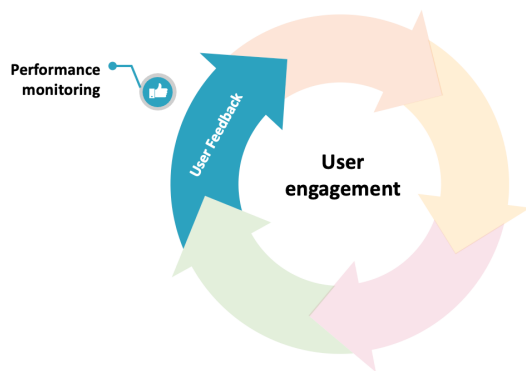 Performance
monitoring
User Feedback
User
engagement